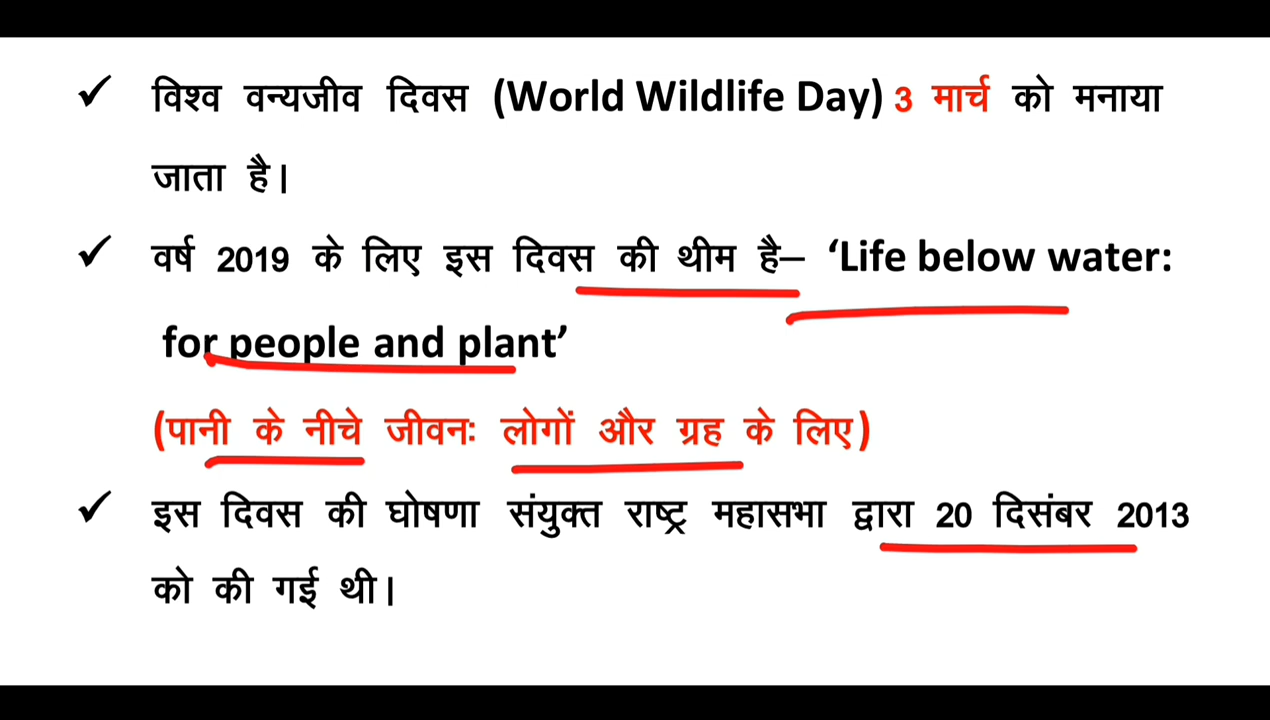 ✓ विश्व वन्यजीव दिवस (World Wildlife Day) 3 मार्च को मनाया
जाता है।
✓ वर्ष 2019 के लिए इस दिवस की थीम है– ‘Life below water:
for people and plant’
(पानी के नीचे जीवनः लोगों और ग्रह के लिए)
✓ इस दिवस की घोषणा संयुक्त राष्ट्र महासभा द्वारा 20 दिसंबर 2013
को की गई थी।